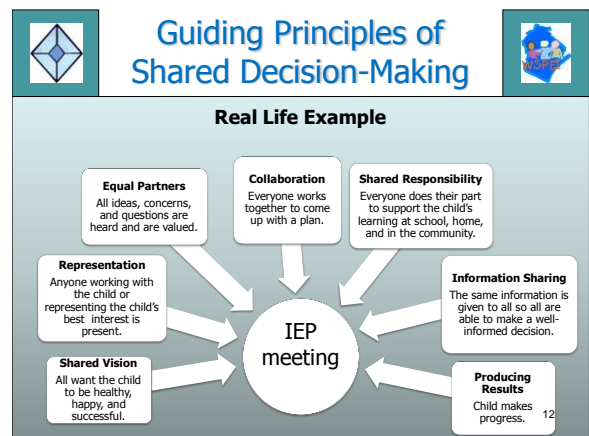 Guiding Principles of
Shared Decision-Making
WSPEI
Real Life Example
Equal Partners
All ideas, concerns,
and questions are
heard and are valued.
Collaboration
Everyone works
together to come
up with a plan.
Shared Responsibility
Everyone does their part
to support the child's
learning at school, home,
and in the community.
Representation
Anyone working with
the child or
representing the child's
best interest is
present.
Information Sharing
The same information is
given to all so all are
able to make a well-
informed decision.
IEP
meeting
Shared Vision
All want the child
to be healthy,
happy, and
successful.
Producing
Results
Child makes
progress.
12